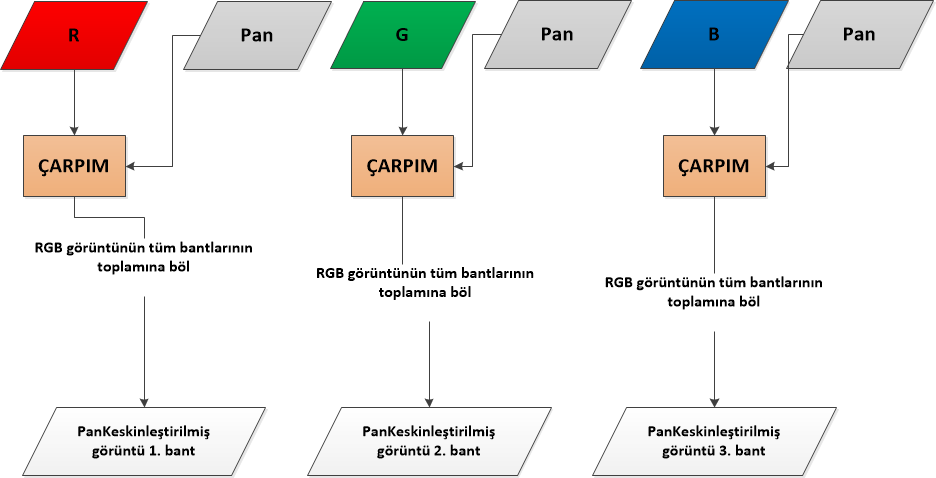 R
Pan
G
Pan
B
Pan
ÇARPIM
ÇARPIM
ÇARPIM
RGB görüntünün tüm bantlarının
toplamına böl
RGB görüntünün tüm bantlarının
toplamına böl
RGB görüntünün tüm bantlarının
toplamına böl
PanKeskinleştirilmiş
görüntü 1. bant
PanKeskinleştirilmiş
görüntü 2. bant
PanKeskinleştirilmiş
görüntü 3. bant